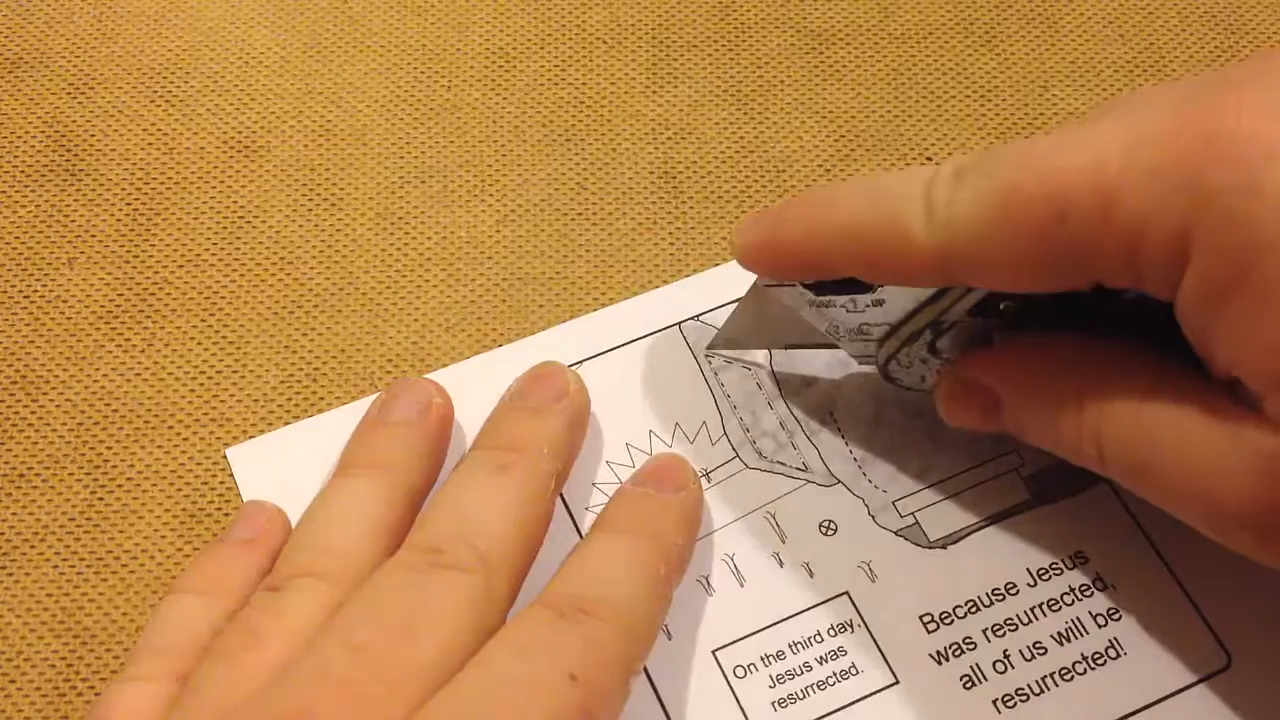 On the third day,
Jesus was
resurrected.
Because Jesus
was resurrected,
all of us will be
resurrected!